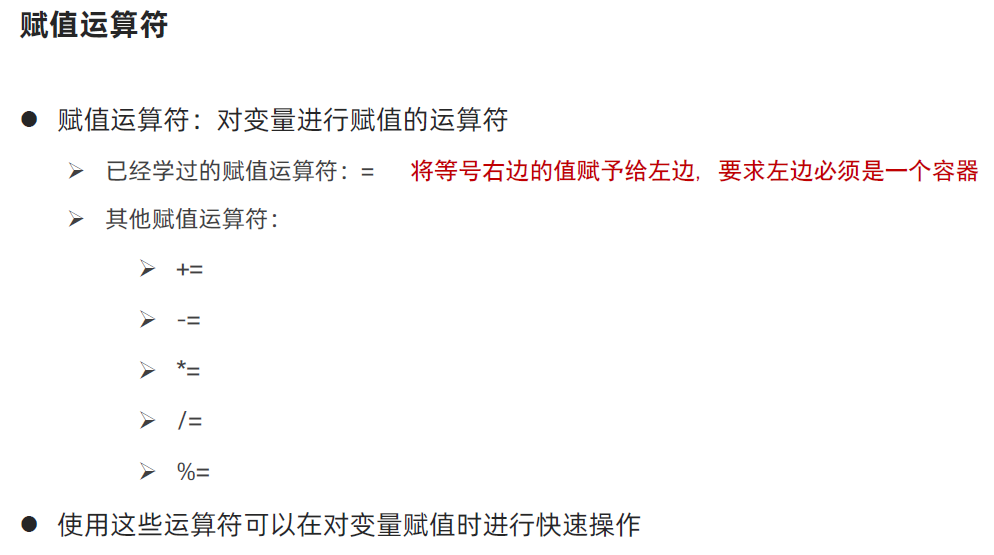 赋值运算符
● 赋值运算符：对变量进行赋值的运算符
➢ 已经学过的赋值运算符：= 将等号右边的值赋予给左边，要求左边必须是一个容器
➢ 其他赋值运算符：
➢ +=
➢ -=
➢ *=
➢ /=
➢ %=
● 使用这些运算符可以在对变量赋值时进行快速操作